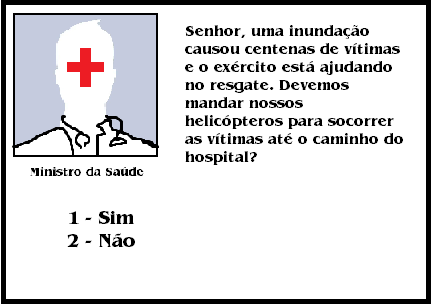 Senhor, uma inundação
causou centenas de vítimas
e o exército está ajudando
no resgate. Devemos
mandar nossos
helicópteros para socorrer
as vítimas até o caminho do
hospital?
Ministro da Saúde
1 - Sim
2 - Não